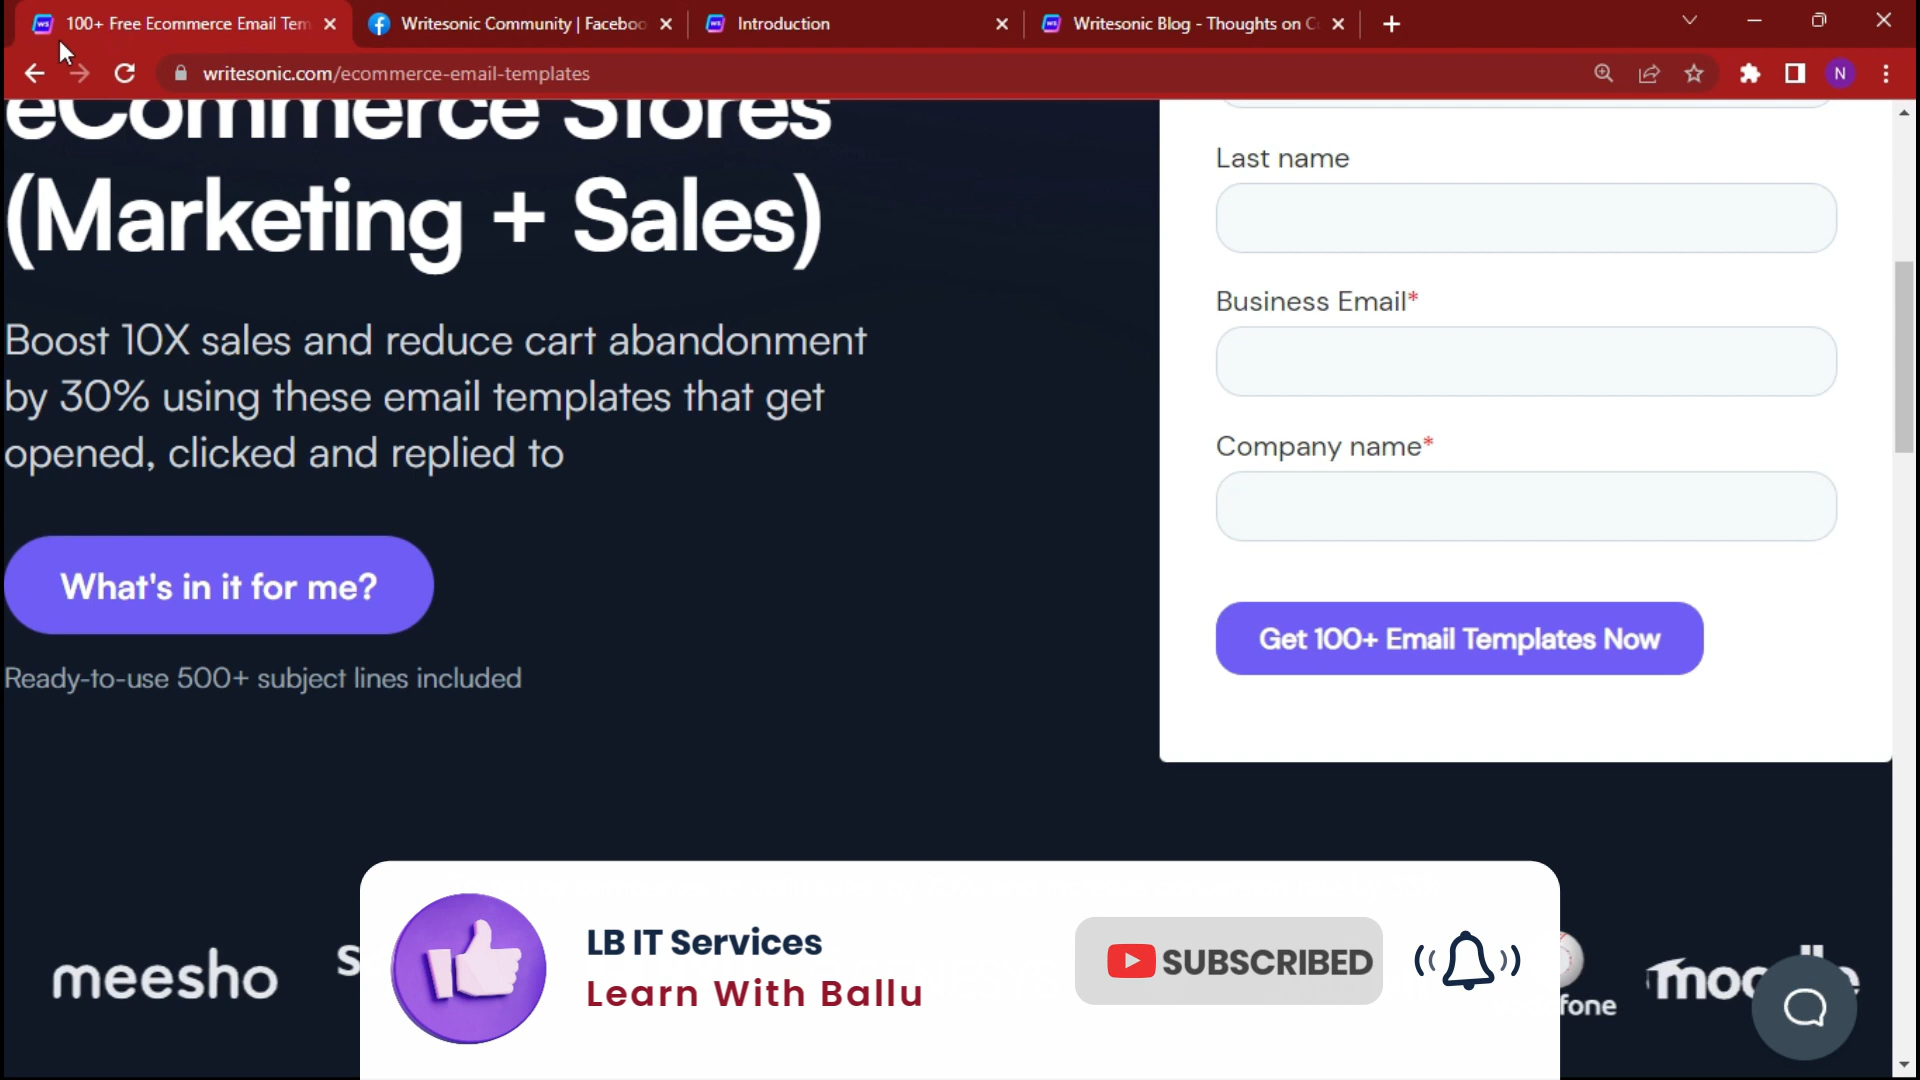 100+ Free Ecommerce Email Tem
Writesonic Community | Faceboo
Introduction
Writesonic Blog - Thoughts on C
writesonic.com/ecommerce-email-templates
N
eCommerce Stores
(Marketing + Sales)
Boost 10X sales and reduce cart abandonment
by 30% using these email templates that get
opened, clicked and replied to
What's in it for me?
Ready-to-use 500+ subject lines included
Last name
Business Email*
Company name*
Get 100+ Email Templates Now
meesho
LB IT Services
Learn With Ballu
SUBSCRIBED
fone